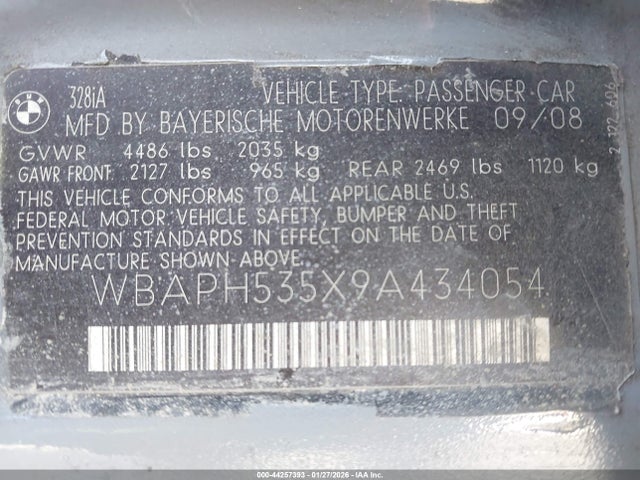 BMW
328iA VEHICLE TYPE: PASSENGER CAR
MFD BY BAYERISCHE MOTORENWERKE 09/08
GVWR 4486 lbs 2035 kg
GAWR FRONT: 2127 lbs 965 kg REAR 2469 lbs 1120 kg
THIS VEHICLE CONFORMS TO ALL APPLICABLE U.S.
FEDERAL MOTOR VEHICLE SAFETY, BUMPER AND THEFT
PREVENTION STANDARDS IN EFFECT ON THE DATE OF
MANUFACTURE SHOWN ABOVE.
WBAPH535X9A434054
000-44257393 - 01/27/2026 - IAAI.COM